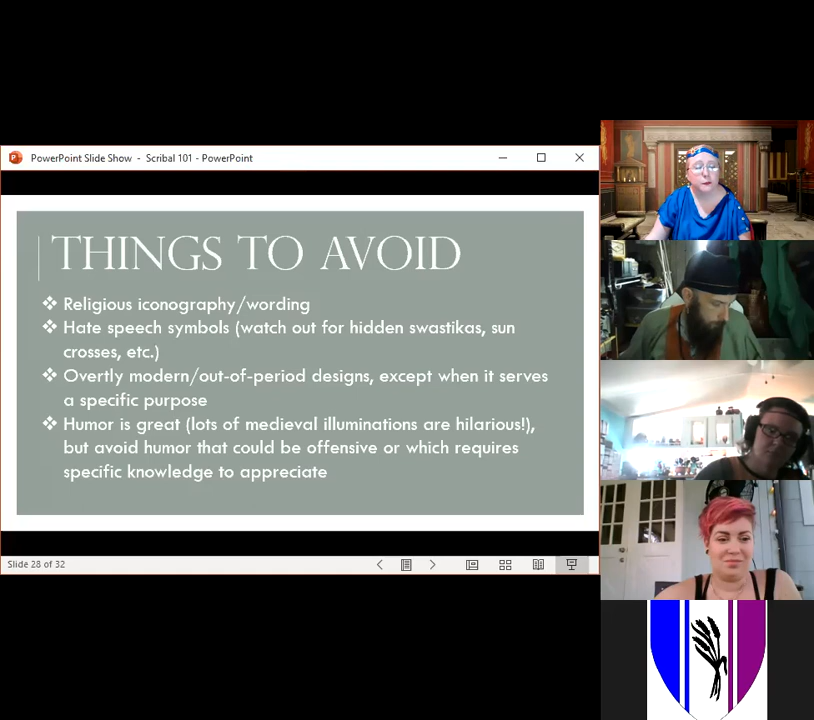 PowerPoint Slide Show - Scribal 101 - PowerPoint
THINGS TO AVOID
❖ Religious iconography/wording
❖ Hate speech symbols (watch out for hidden swastikas, sun
crosses, etc.)
❖ Overtly modern/out-of-period designs, except when it serves
a specific purpose
❖ Humor is great (lots of medieval illuminations are hilarious!),
but avoid humor that could be offensive or which requires
specific knowledge to appreciate
Slide 28 of 32